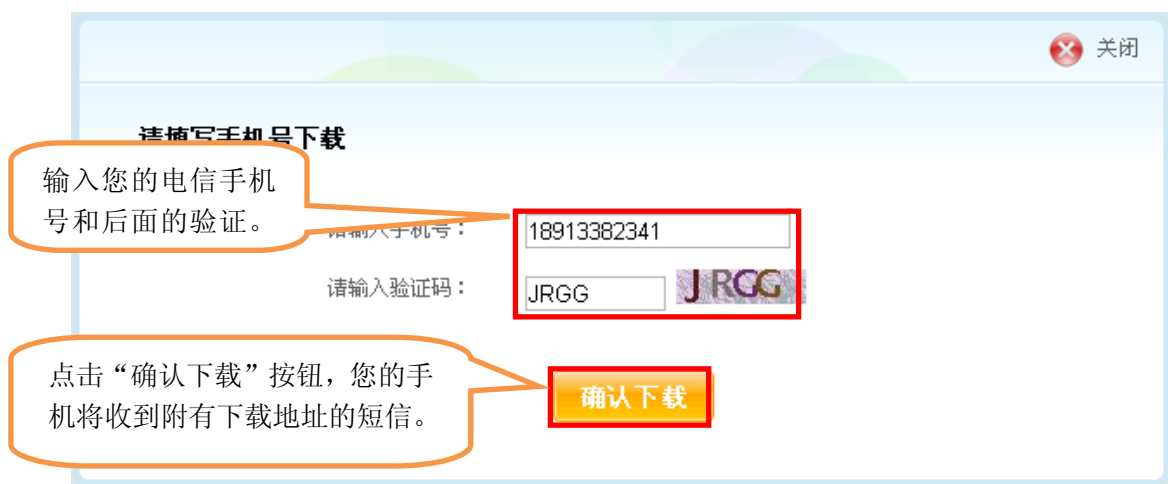 关闭
请填写手机号下载
输入您的电信手机
号和后面的验证。
请输入手机号：
18913382341
请输入验证码：
JRGG
JRGG
点击“确认下载”按钮，您的手
机将收到附有下载地址的短信。
确认下载